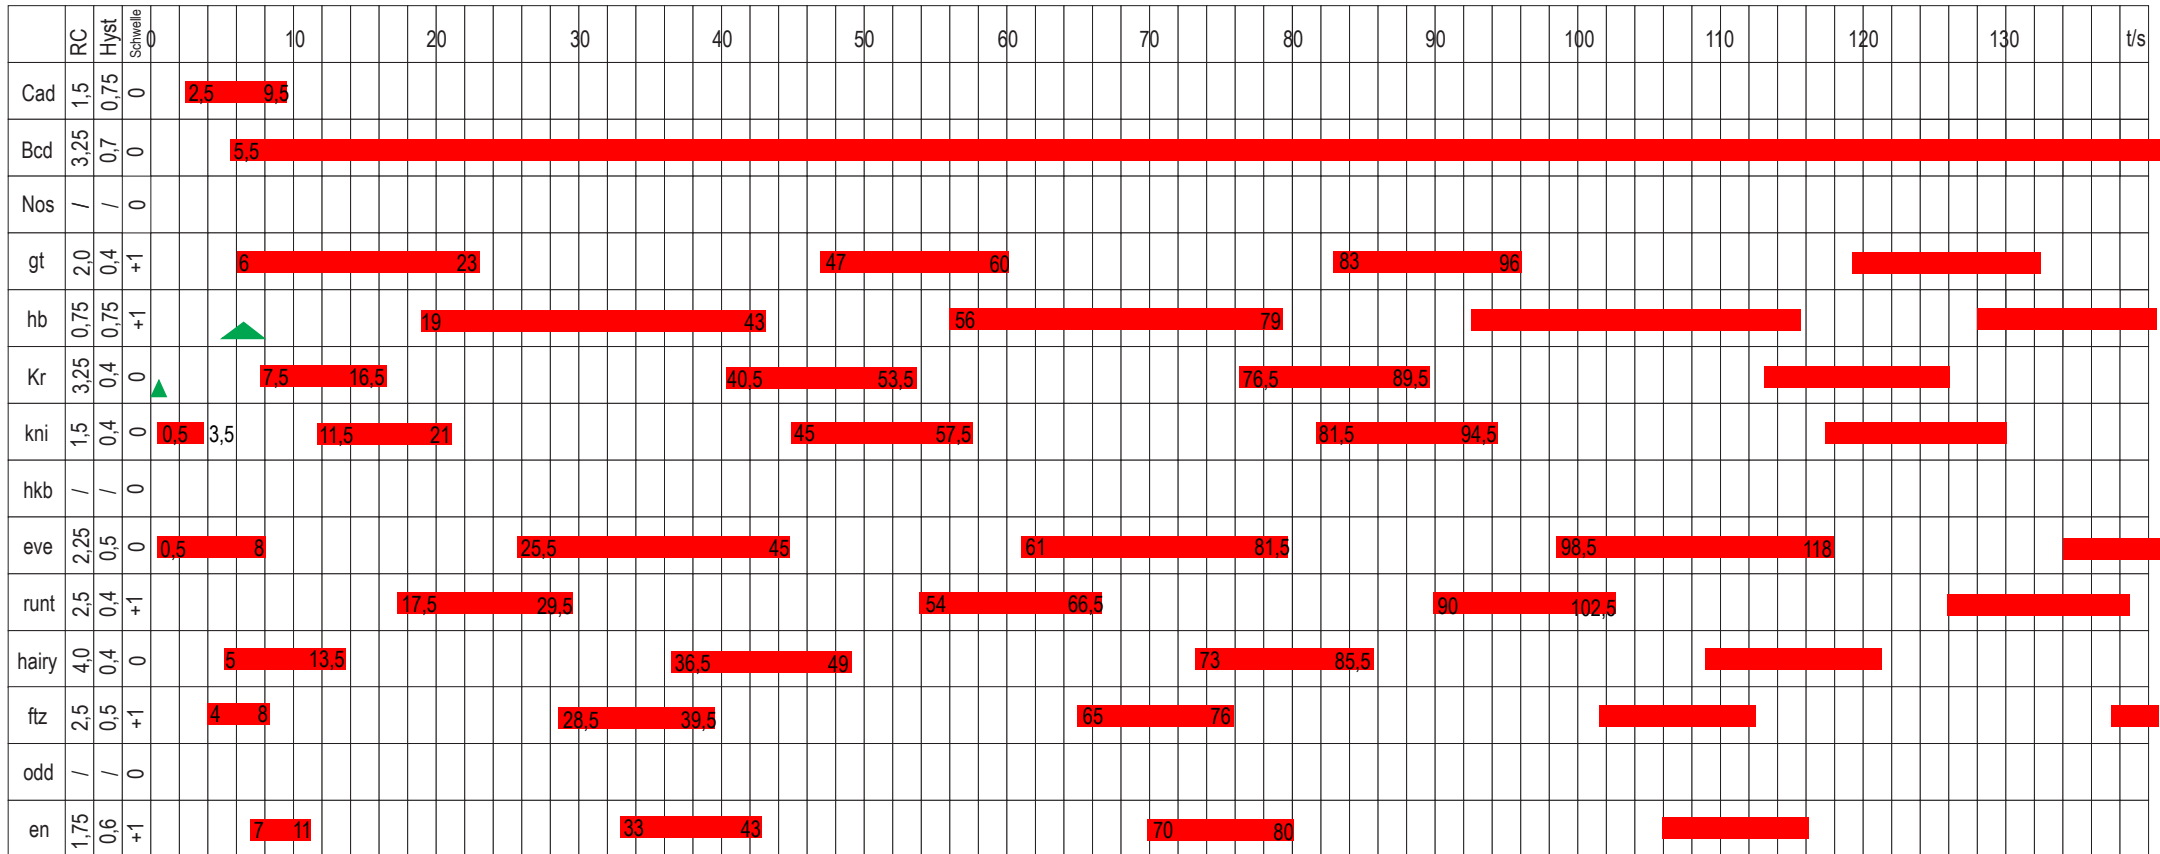 RC Hyst Schwelle 0 10 20 30 40 50 60 70 80 90 100 110 120 130 t/s
Cad 1,5 0,75 0 2,5 9,5
Bcd 3,25 0,7 0 5,5
Nos / / 0
gt 2,0 0,4 +1 6 23 47 60 83 96
hb 0,75 0,75 +1 19 43 56 79
Kr 3,25 0,4 0 7,5 16,5 40,5 53,5 76,5 89,5
kni 1,5 0,4 0 0,5 3,5 11,5 21 45 57,5 81,5 94,5
hkb / / 0
eve 2,25 0,5 0 0,5 8 25,5 45 61 81,5 98,5 118
runt 2,5 0,4 +1 17,5 29,5 54 66,5 90 102,5
hairy 4,0 0,4 0 5 13,5 36,5 49 73 85,5
ftz 2,5 0,5 +1 4 8 28,5 39,5 65 76
odd / / 0
en 1,75 0,6 +1 7 11 33 43 70 80